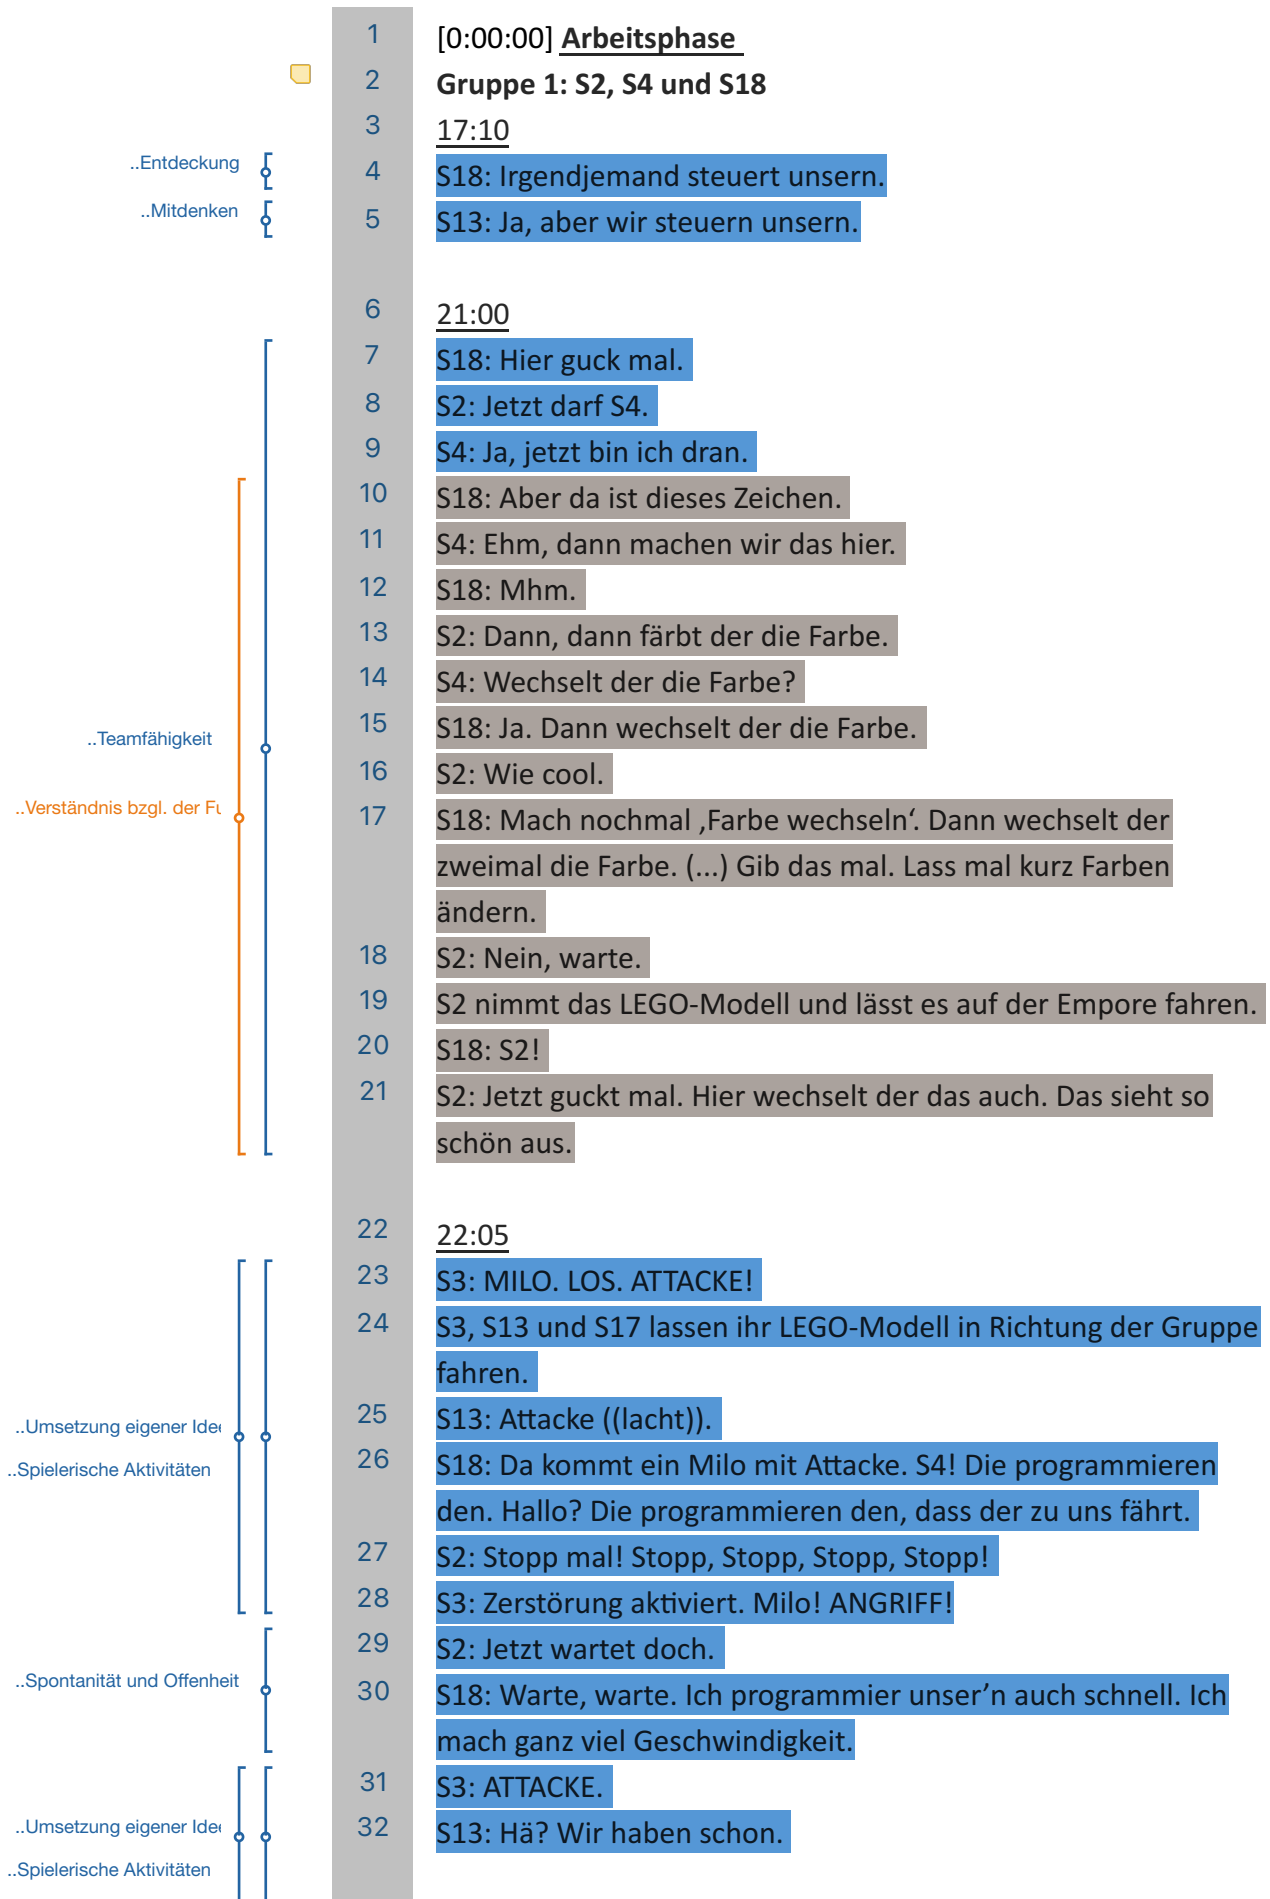 1 [0:00:00] Arbeitsphase
2 Gruppe 1: S2, S4 und S18
3 17:10
..Entdeckung 4 S18: Irgendjemand steuert unsern.
..Mitdenken 5 S13: Ja, aber wir steuern unsern.
6 21:00
7 S18: Hier guck mal.
8 S2: Jetzt darf S4.
9 S4: Ja, jetzt bin ich dran.
10 S18: Aber da ist dieses Zeichen.
11 S4: Ehm, dann machen wir das hier.
12 S18: Mhm.
13 S2: Dann, dann färbt der die Farbe.
14 S4: Wechselt der die Farbe?
..Teamfähigkeit 15 S18: Ja. Dann wechselt der die Farbe.
16 S2: Wie cool.
..Verständnis bzgl. der Fu 17 S18: Mach nochmal ‚Farbe wechseln‘. Dann wechselt der
zweimal die Farbe. (...) Gib das mal. Lass mal kurz Farben
ändern.
18 S2: Nein, warte.
19 S2 nimmt das LEGO-Modell und lässt es auf der Empore fahren.
20 S18: S2!
21 S2: Jetzt guckt mal. Hier wechselt der das auch. Das sieht so
schön aus.
22 22:05
23 S3: MILO. LOS. ATTACKE!
24 S3, S13 und S17 lassen ihr LEGO-Modell in Richtung der Gruppe
fahren.
..Umsetzung eigener Idee 25 S13: Attacke ((lacht)).
..Spielerische Aktivitäten 26 S18: Da kommt ein Milo mit Attacke. S4! Die programmieren
den. Hallo? Die programmieren den, dass der zu uns fährt.
27 S2: Stopp mal! Stopp, Stopp, Stopp, Stopp!
28 S3: Zerstörung aktiviert. Milo! ANGRIFF!
29 S2: Jetzt wartet doch.
..Spontanität und Offenheit 30 S18: Warte, warte. Ich programmier unser’n auch schnell. Ich
mach ganz viel Geschwindigkeit.
31 S3: ATTACKE.
..Umsetzung eigener Idee 32 S13: Hä? Wir haben schon.
..Spielerische Aktivitäten